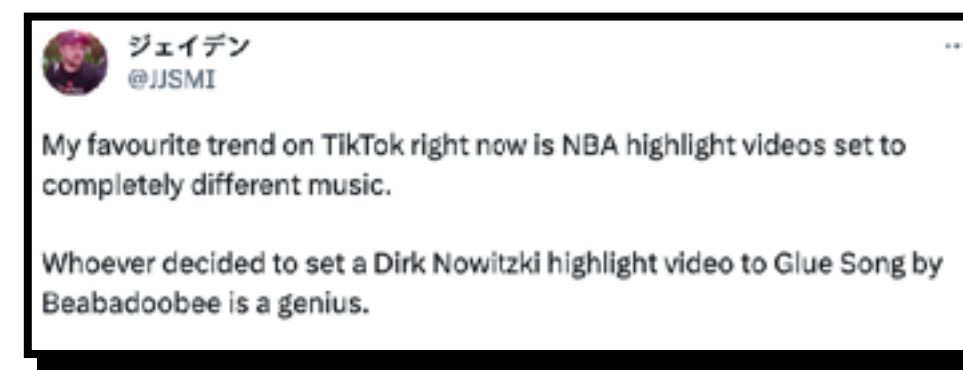 ジェイデン
@JJSMI
My favourite trend on TikTok right now is NBA highlight videos set to
completely different music.
Whoever decided to set a Dirk Nowitzki highlight video to Glue Song by
Beabadoobee is a genius.